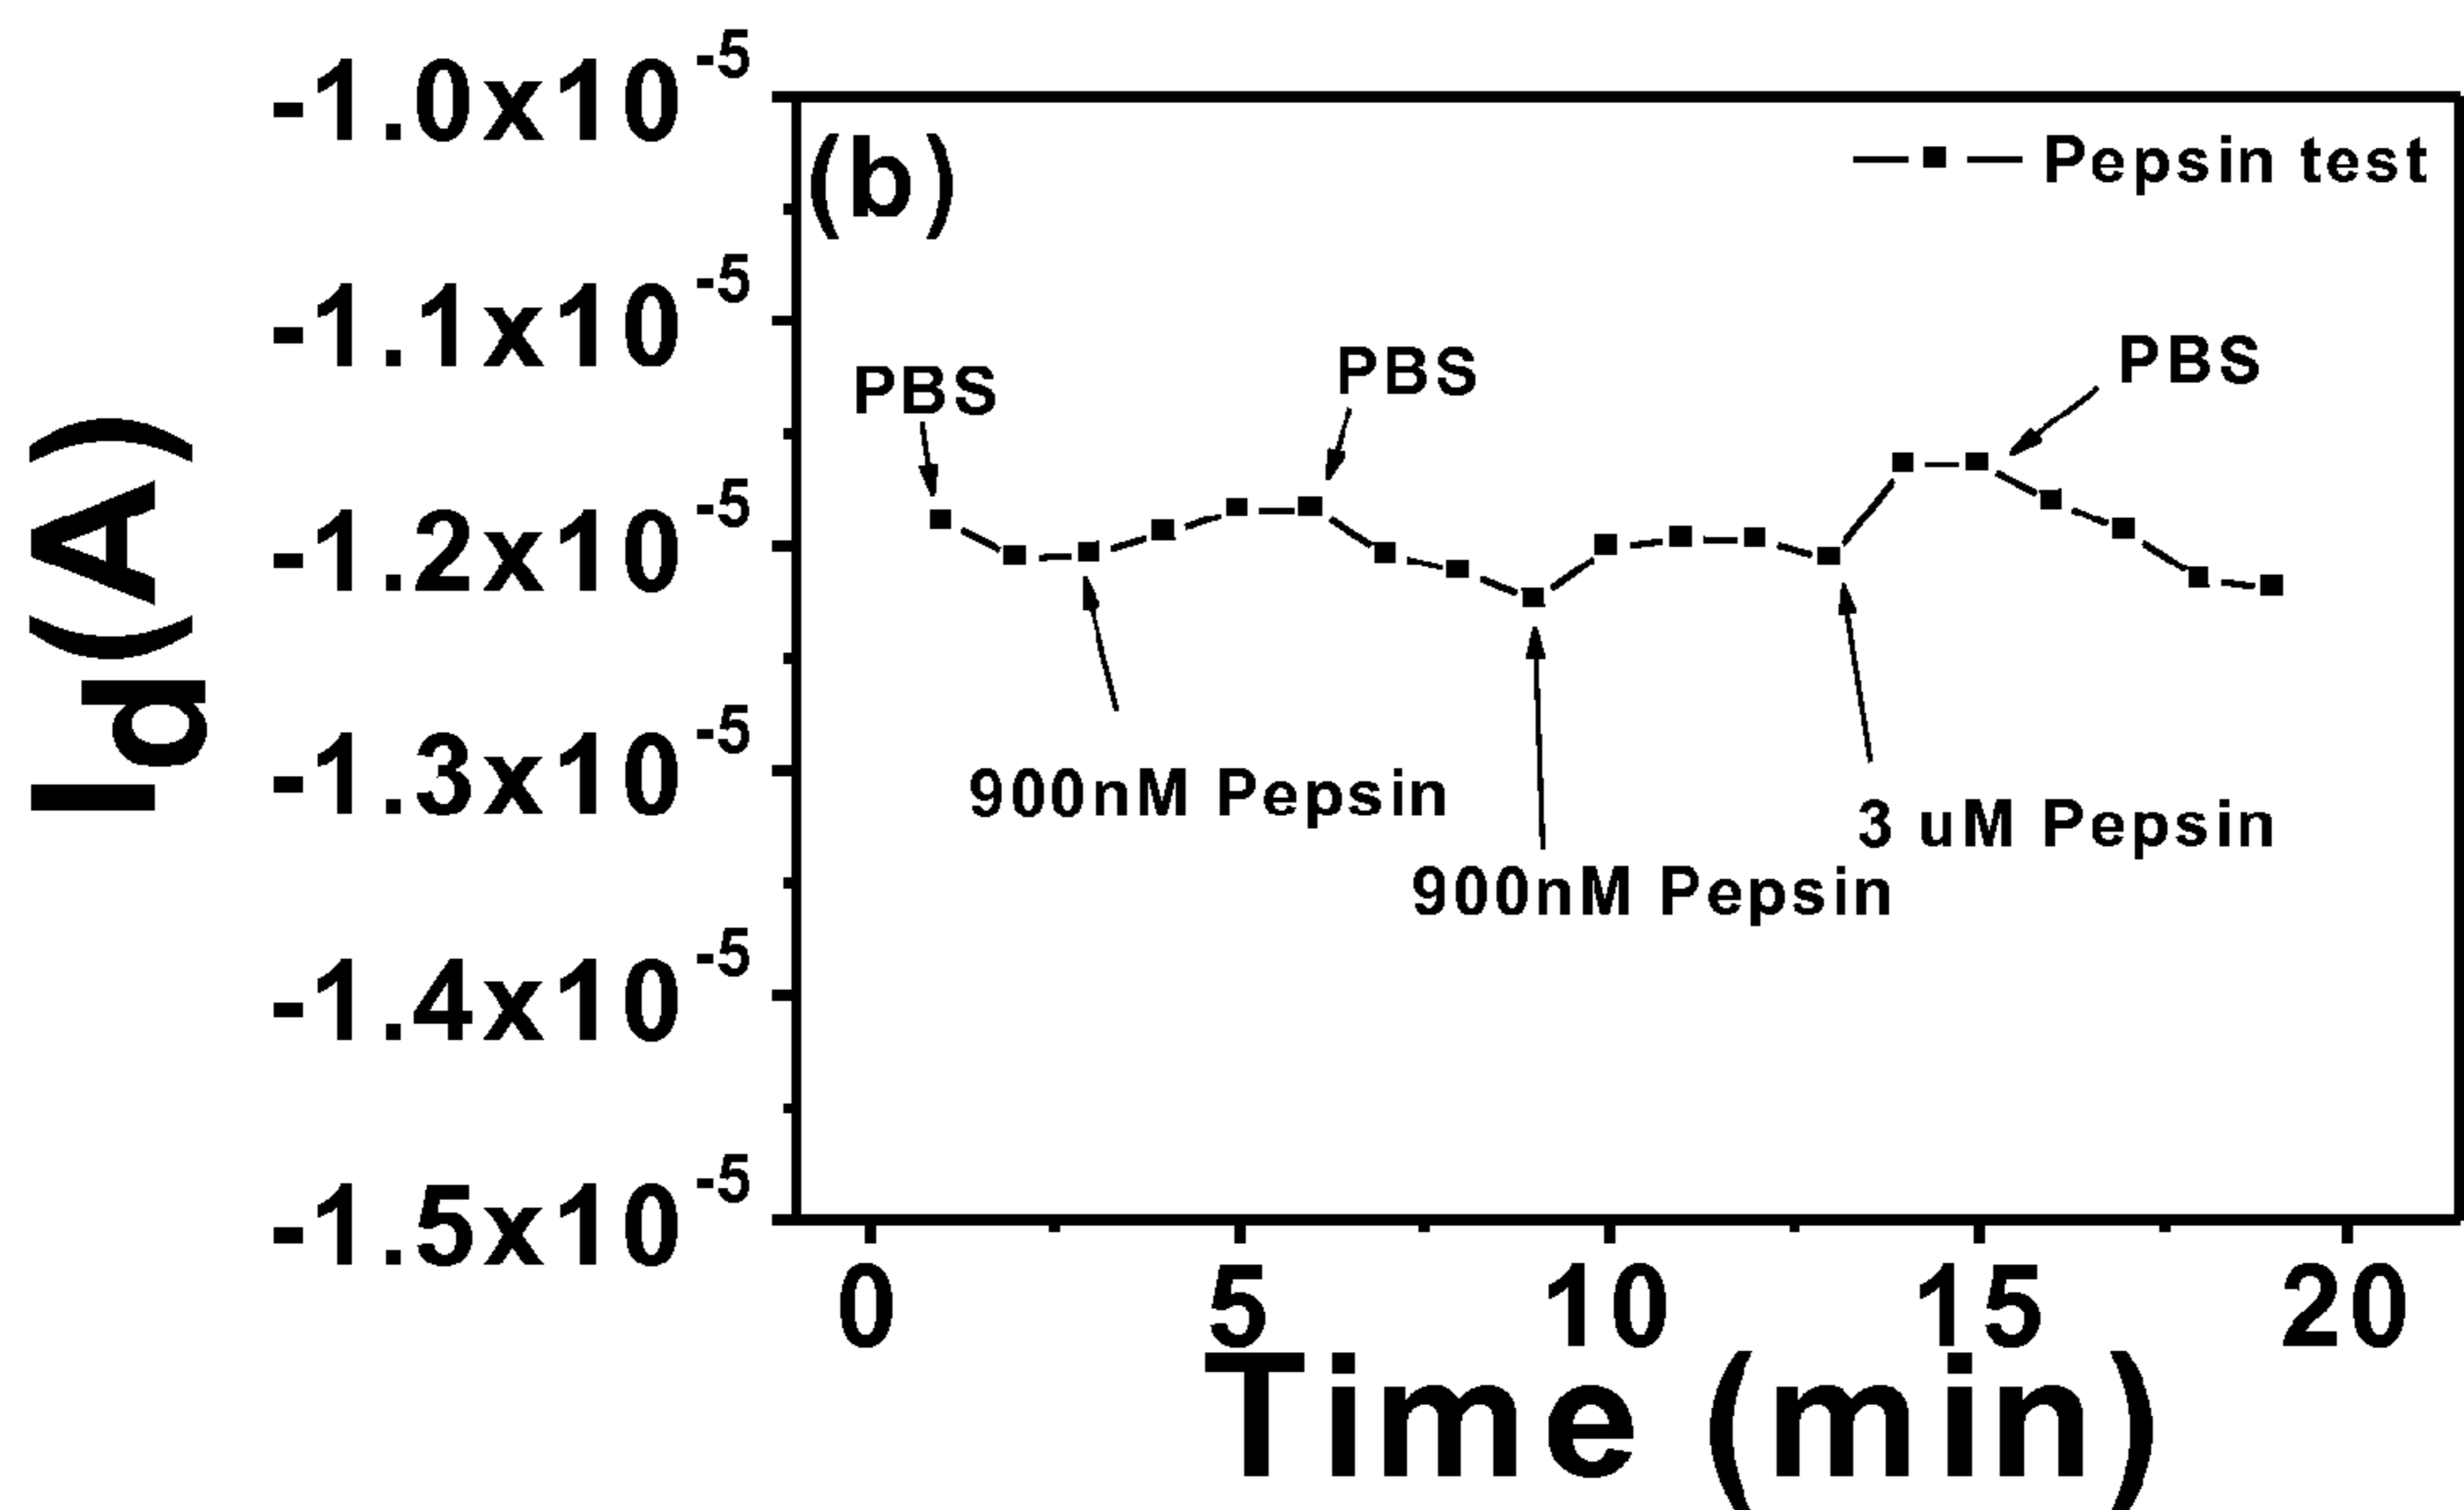 -1.0x10^-5
-1.1x10^-5
-1.2x10^-5
-1.3x10^-5
-1.4x10^-5
-1.5x10^-5
Id(A)
(b)
Pepsin test
PBS
PBS
PBS
900nM Pepsin
3 uM Pepsin
900nM Pepsin
0 5 10 15 20
Time (min)